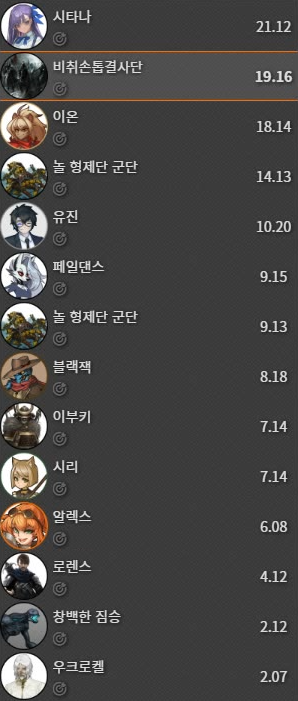 시타나
21.12
비취손톱결사단
19.16
이온
18.14
놀 형제단 군단
14.13
유진
10.20
페일댄스
9.15
놀 형제단 군단
9.13
블랙잭
8.18
이부키
7.14
시리
7.14
알렉스
6.08
로렌스
4.12
창백한 짐승
2.12
우크로켈
2.07